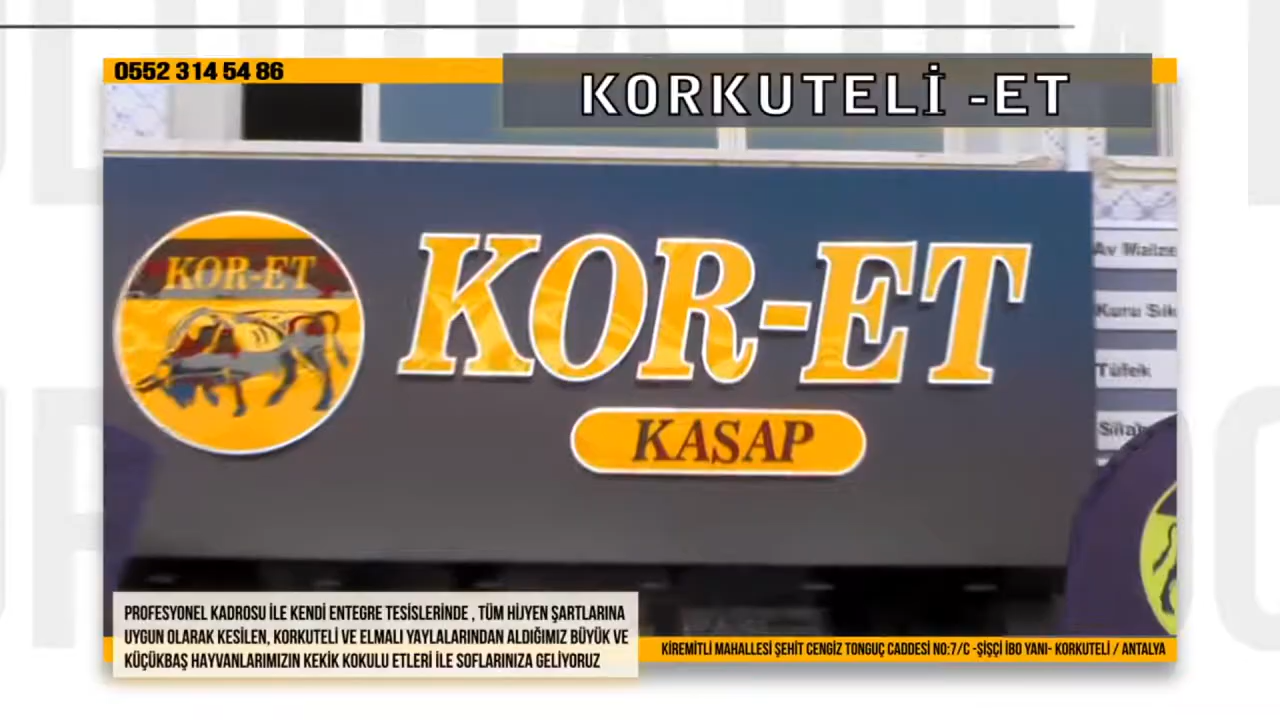 0552 314 54 86
KORKUTELİ -ET
KOR-ET
KOR-ET
KASAP
Av Malze
Kuru Sık
Tüfek
PROFESYONEL KADROSU İLE KENDİ ENTEGRE TESİSLERİNDE , TÜM HİJYEN ŞARTLARINA
UYGUN OLARAK KESİLEN, KORKUTELİ VE ELMALI YAYLALARINDAN ALDIĞIMIZ BÜYÜK VE
KÜÇÜKBAŞ HAYVANLARIMIZIN KEKİK KOKULU ETLERİ İLE SOFLARINIZA GELİYORUZ
KİREMİTLİ MAHALLESİ ŞEHİT CENGİZ TONGUÇ CADDESİ NO:7/C -ŞİŞÇİ İBO YANI- KORKUTELİ / ANTALYA